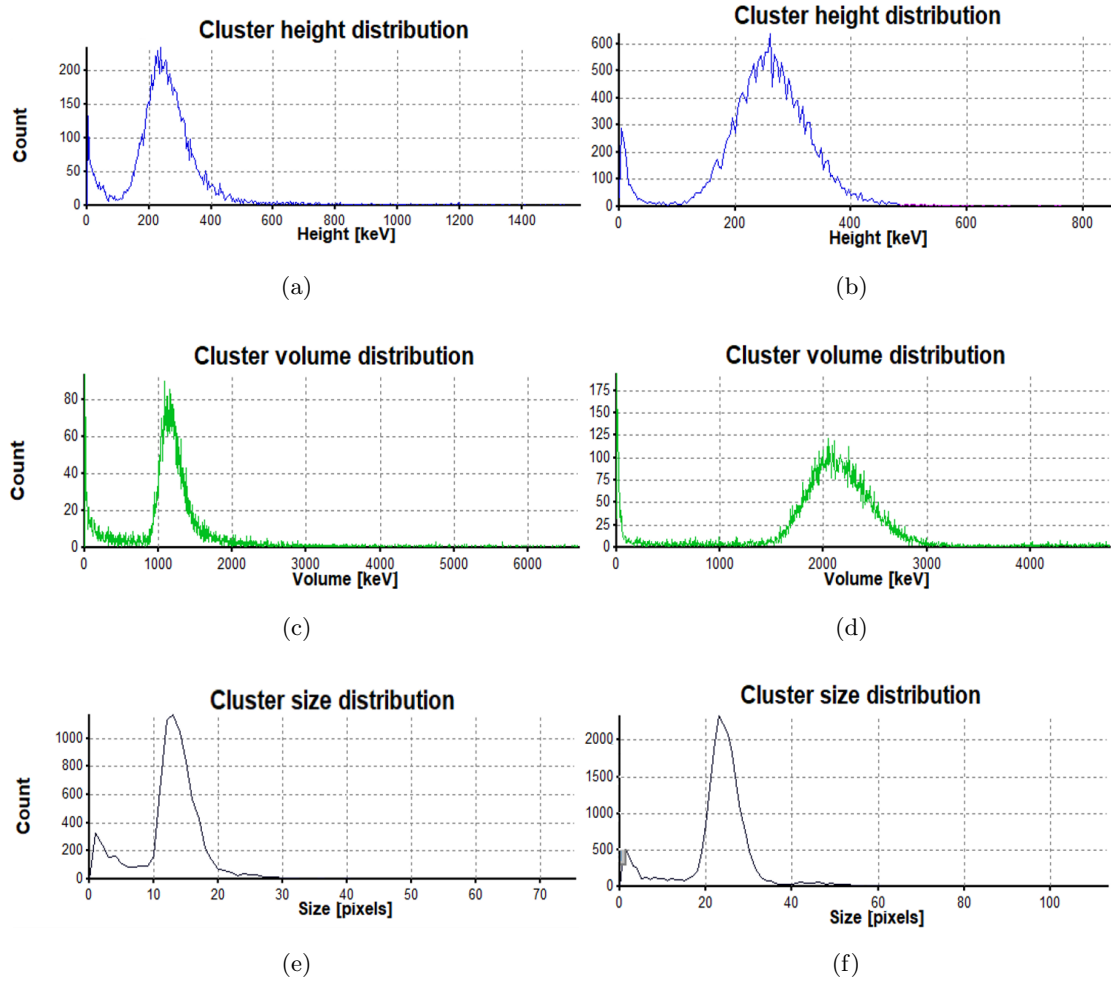 Cluster height distribution
Count
200
150
100
50
0
0 200 400 600 800 1000 1200 1400
Height [keV]
(a)
Cluster height distribution
600
500
400
300
200
100
0
0 200 400 600 800
Height [keV]
(b)
Cluster volume distribution
Count
80
60
40
20
0
0 1000 2000 3000 4000 5000 6000
Volume [keV]
(c)
Cluster volume distribution
175
150
125
100
75
50
25
0
0 1000 2000 3000 4000
Volume [keV]
(d)
Cluster size distribution
Count
1000
800
600
400
200
0
0 10 20 30 40 50 60 70
Size [pixels]
(e)
Cluster size distribution
2000
1500
1000
500
0
0 20 40 60 80 100
Size [pixels]
(f)